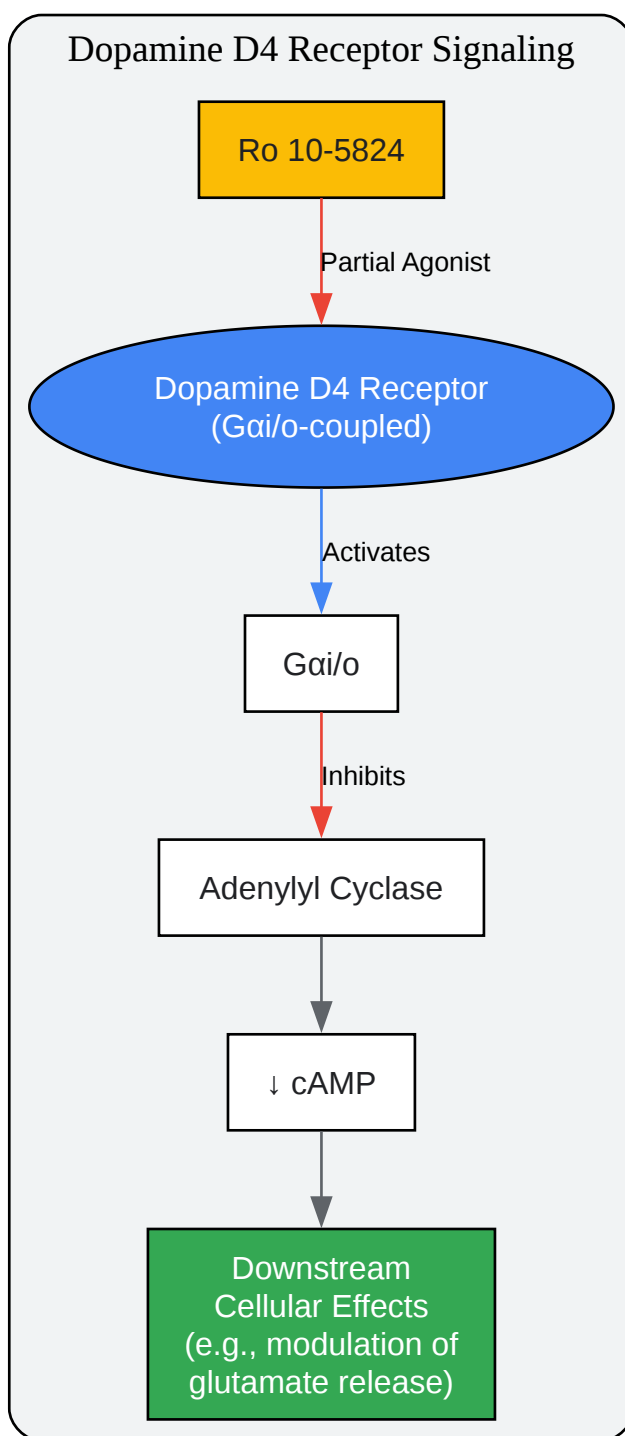 Dopamine D4 Receptor Signaling
Ro 10-5824
Partial Agonist
Dopamine D4 Receptor
(Gαi/o-coupled)
Activates
Gαi/o
Inhibits
Adenylyl Cyclase
↓ cAMP
Downstream
Cellular Effects
(e.g., modulation of
glutamate release)